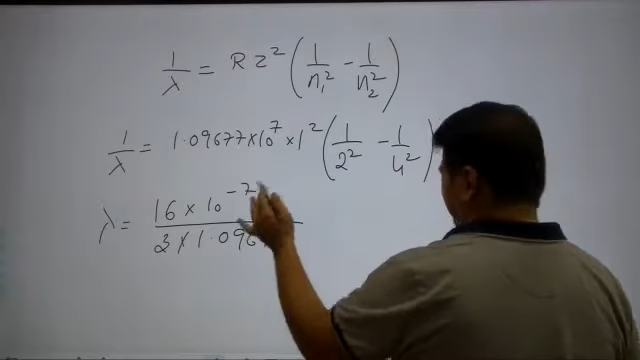 1/λ = R z² (1/n₁² - 1/n₂²)
1/λ = 1.09677 × 10⁷ × 1² (1/2² - 1/4²)
λ = 16 × 10⁻⁷ / 3 × 1.09